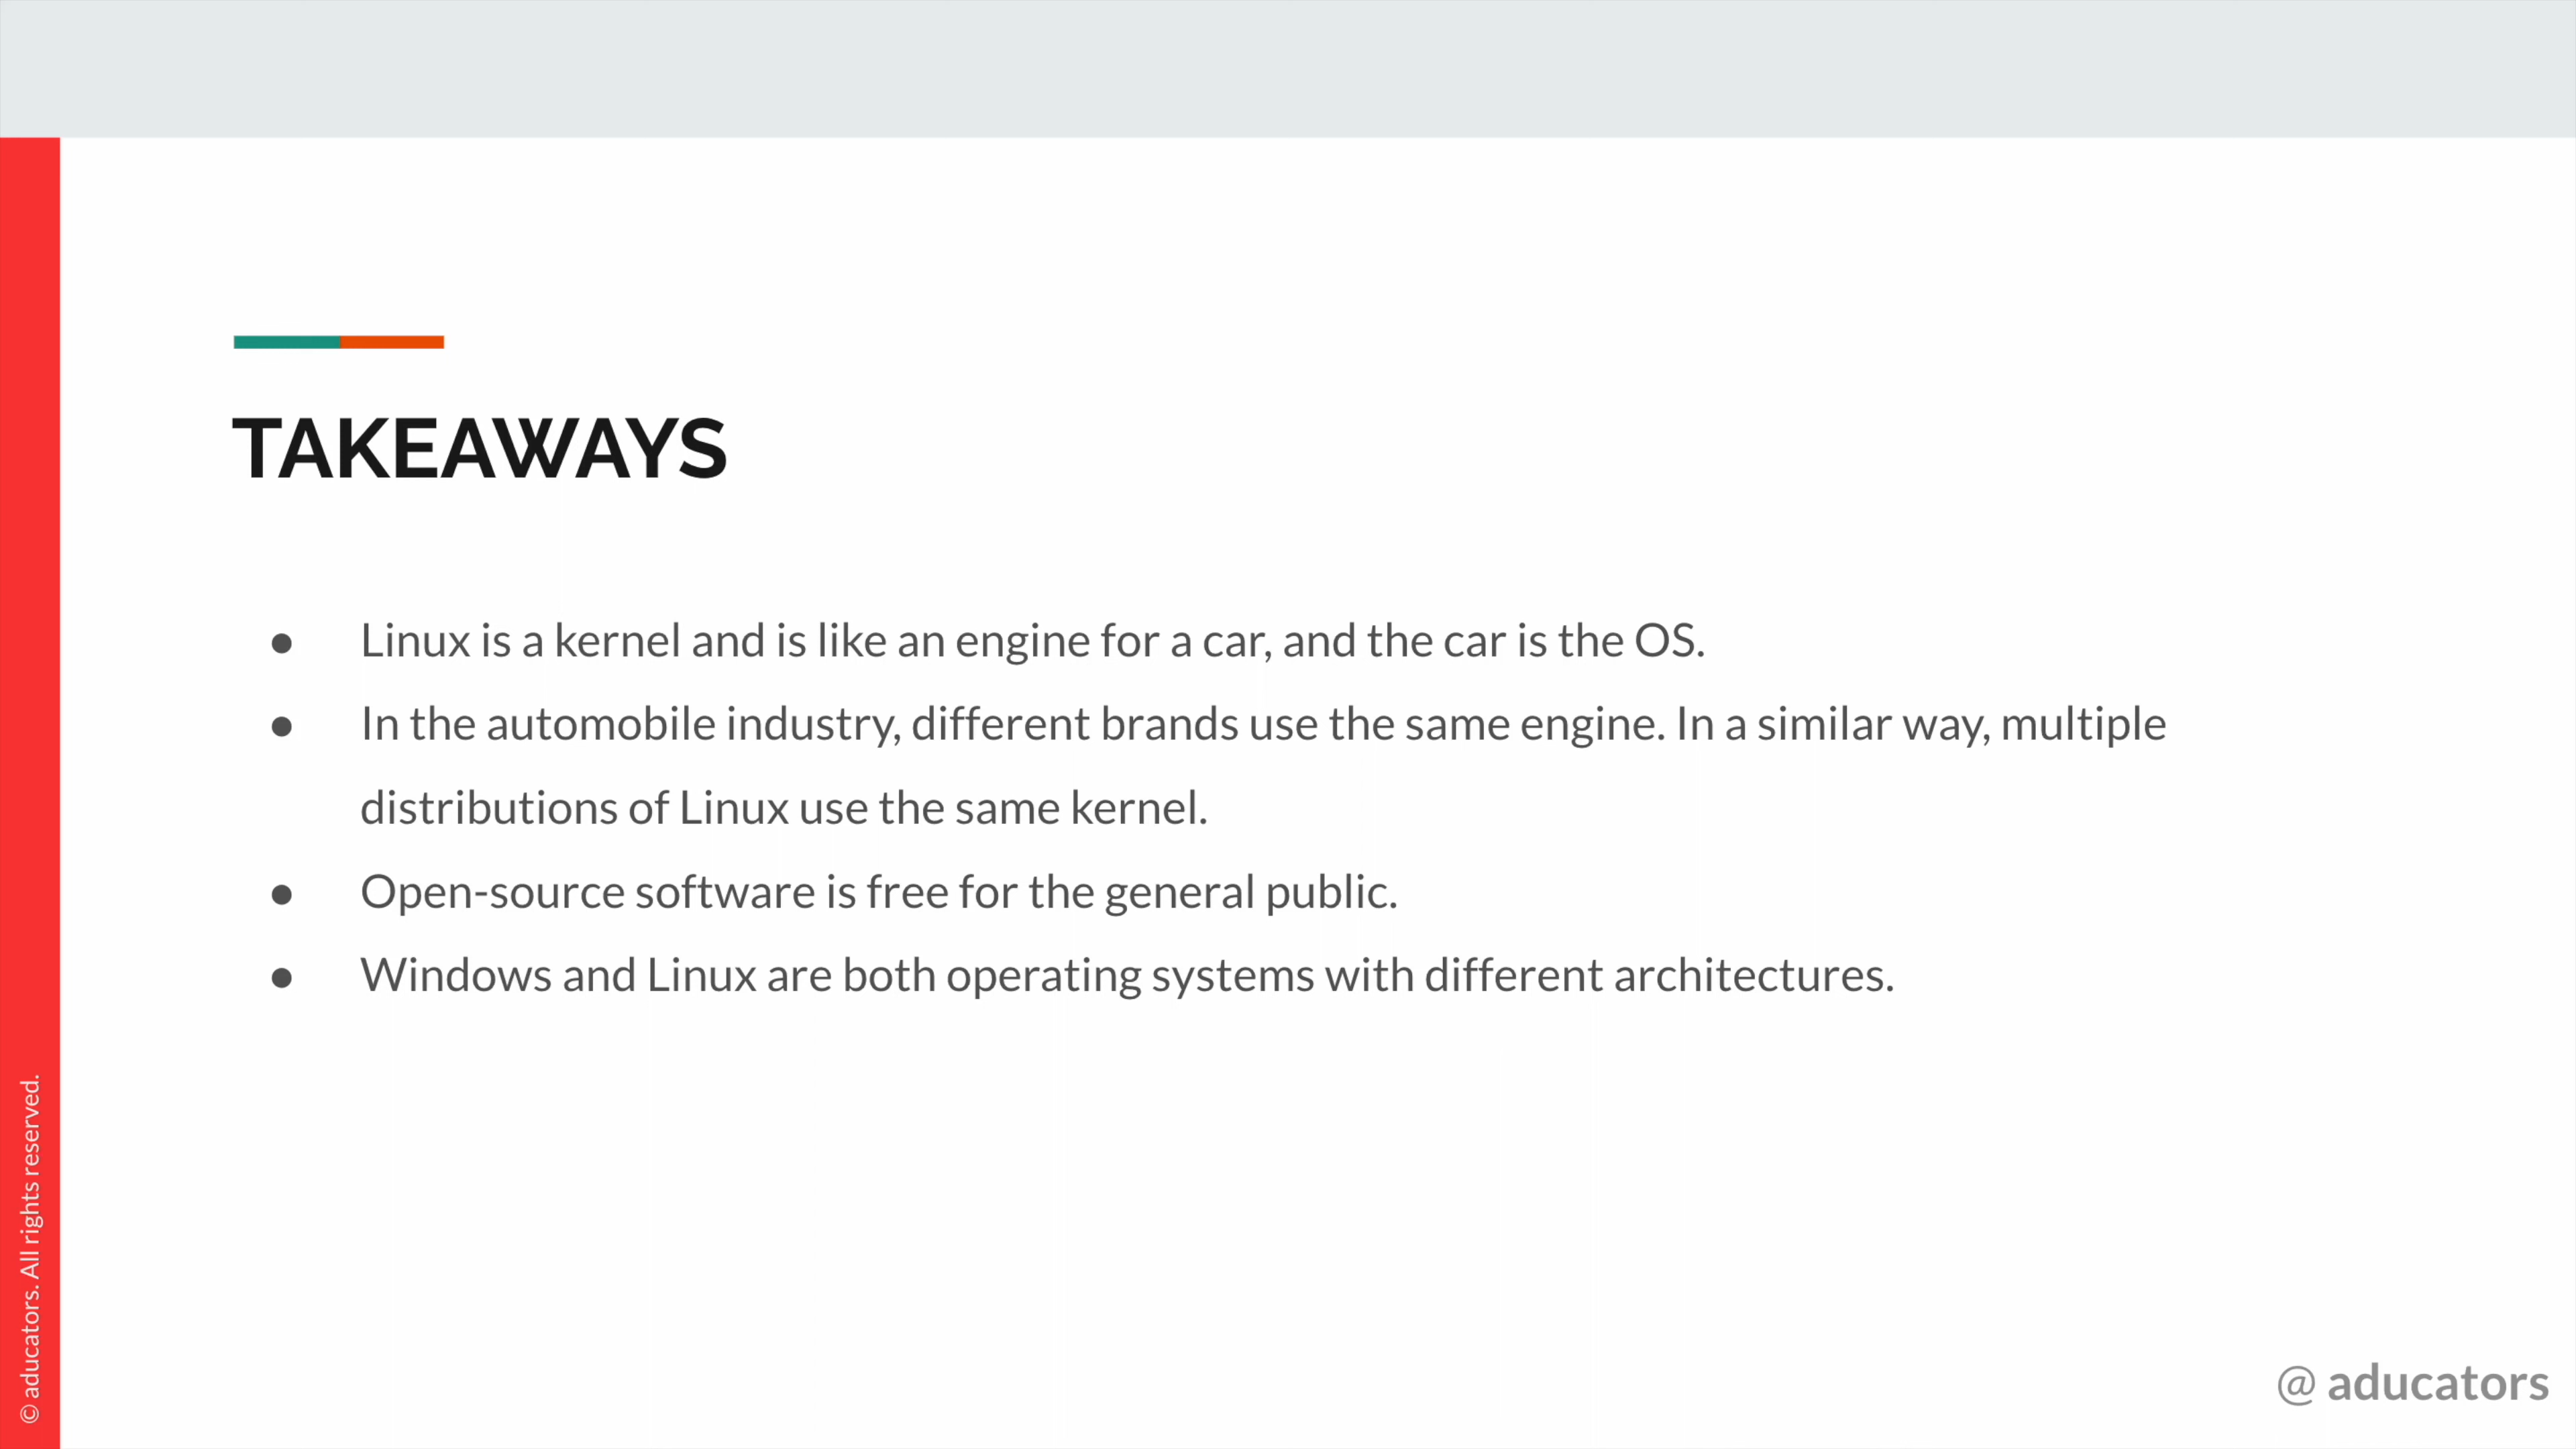 TAKEAWAYS
● Linux is a kernel and is like an engine for a car, and the car is the OS.
● In the automobile industry, different brands use the same engine. In a similar way, multiple
distributions of Linux use the same kernel.
● Open-source software is free for the general public.
● Windows and Linux are both operating systems with different architectures.
© aducators. All rights reserved.
@ aducators